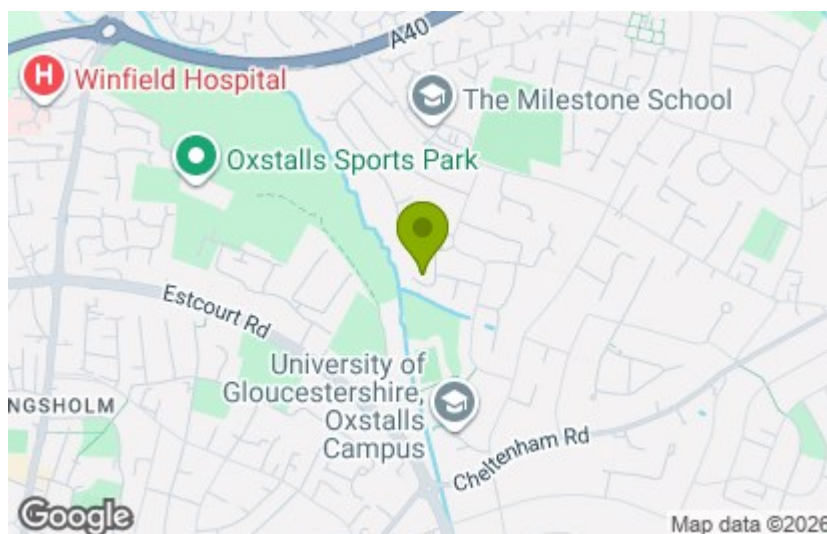 A40
H
Winfield Hospital
The Milestone School
Oxstalls Sports Park
Estcourt Rd
University of
Gloucestershire,
Oxstalls
Campus
NGSHOLM
Cheltenham Rd
Google
Map data ©2026